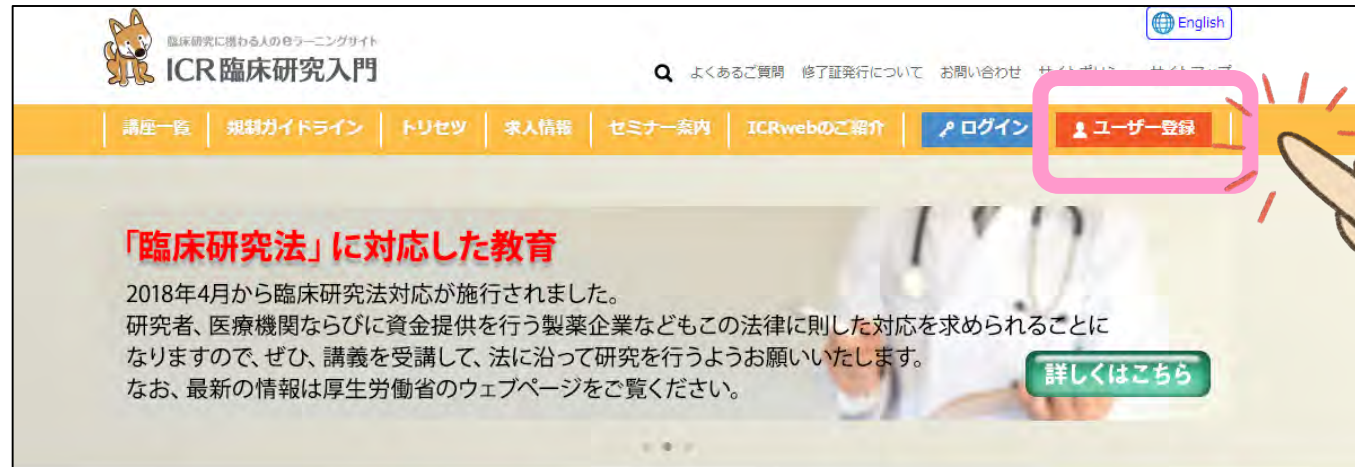 English
臨床研究に携わる人のeラーニングサイト
ICR臨床研究入門
よくあるご質問 修了証発行について お問い合わせ
講座一覧 規制ガイドライン トリセツ 求人情報 セミナー案内 ICRwebのご紹介 ログイン ユーザー登録
「臨床研究法」に対応した教育
2018年4月から臨床研究法対応が施行されました。
研究者、医療機関ならびに資金提供を行う製薬企業などもこの法律に則した対応を求められることに
なりますので、ぜひ、講義を受講して、法に沿って研究を行うようお願いいたします。
なお、最新の情報は厚生労働省のウェブページをご覧ください。
詳しくはこちら